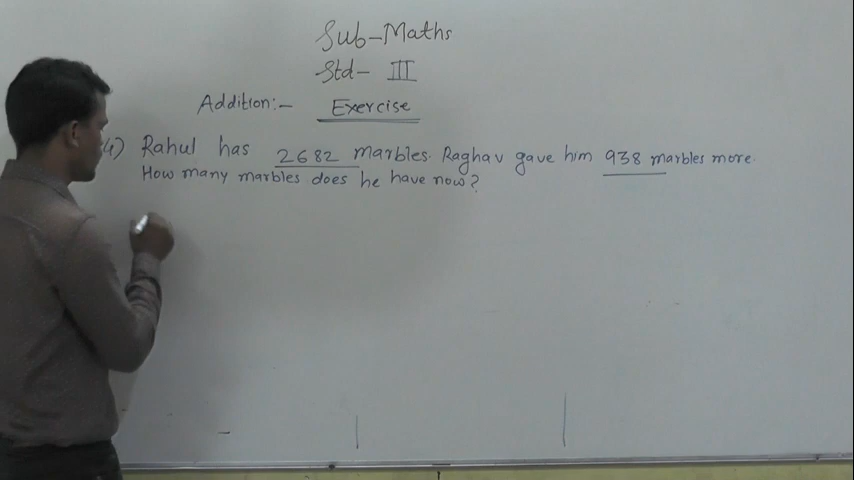 Sub-Maths
Std- III
Addition:- Exercise
4) Rahul has 2682 marbles. Raghav gave him 938 marbles more.
How many marbles does he have now?